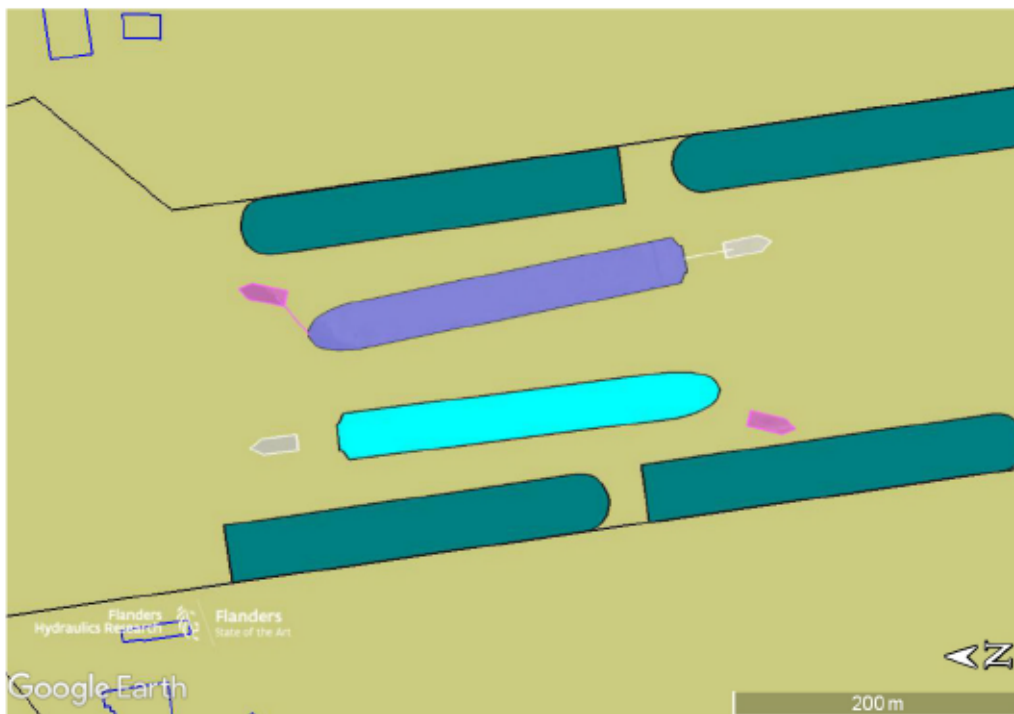 Flanders
Hydraulics Research
Flanders
State of the Art
N
Google Earth
200 m